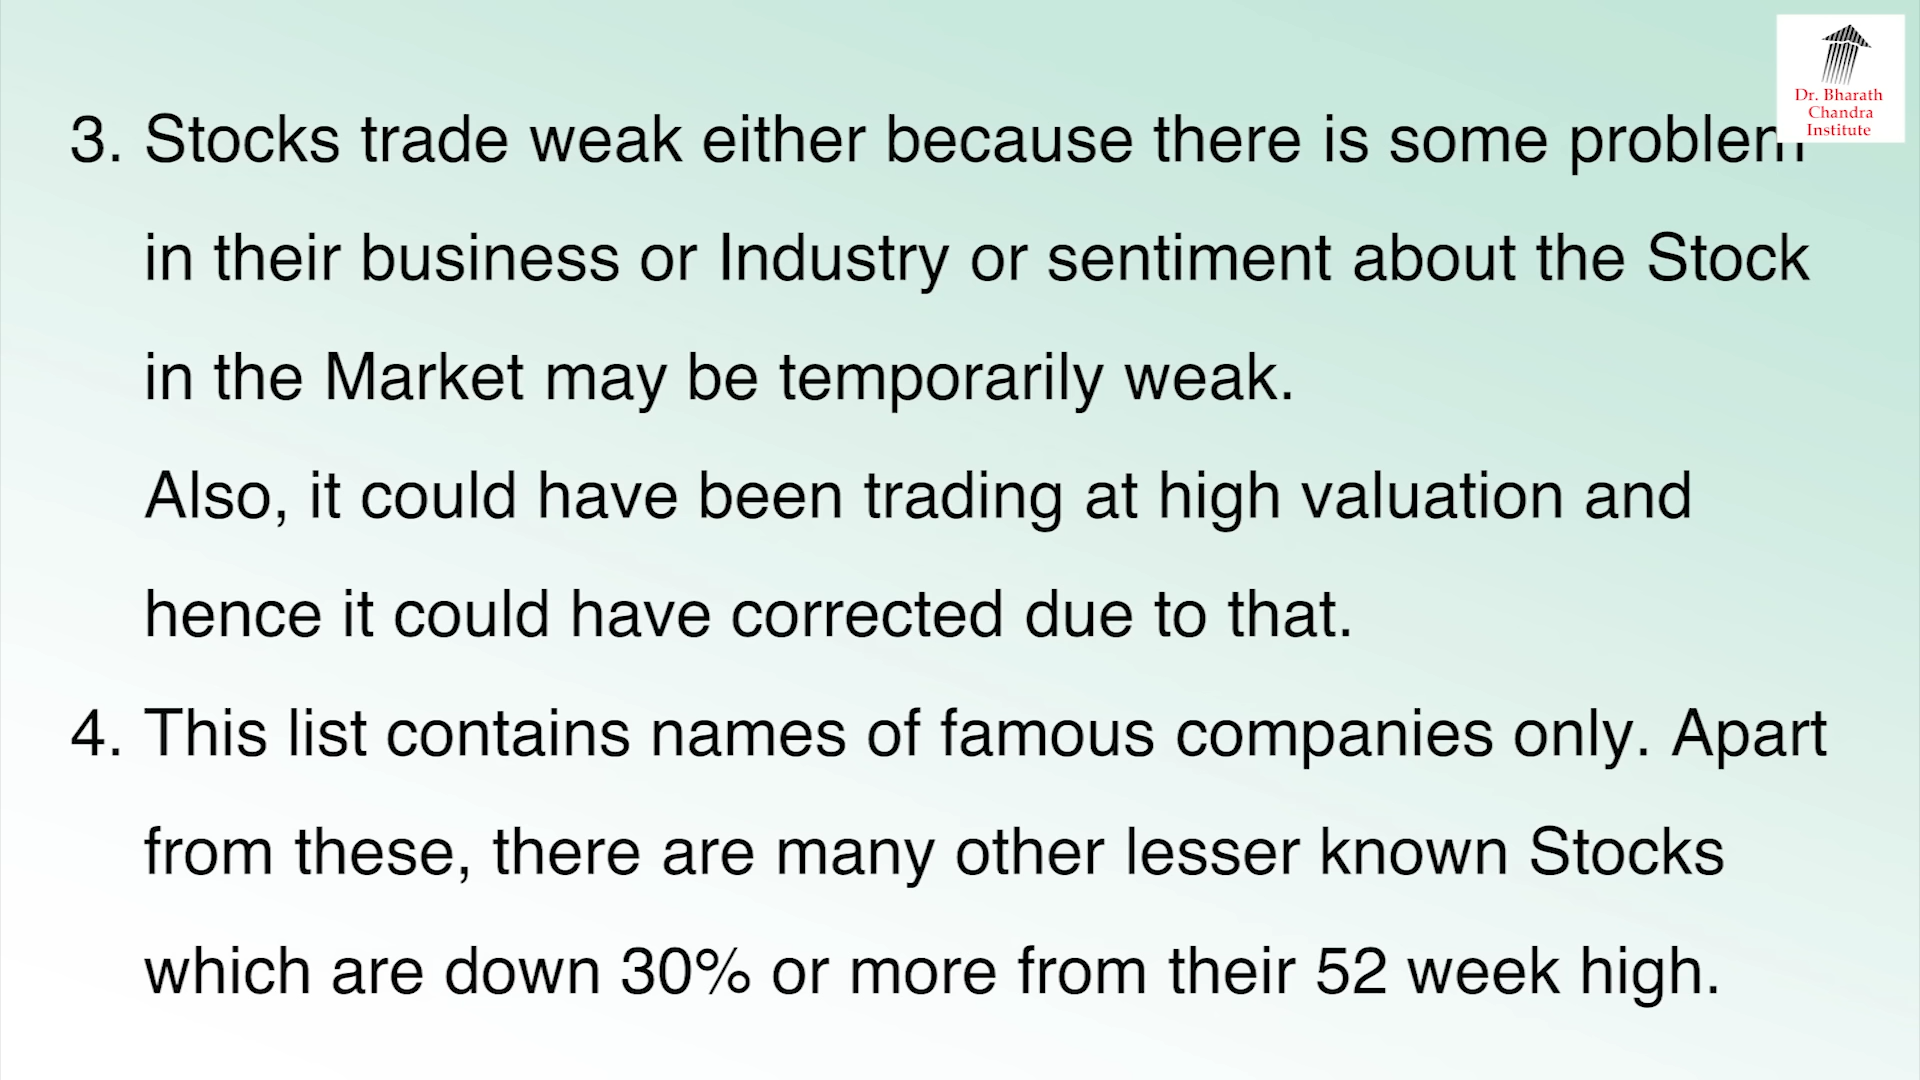 Dr. Bharath
Chandra
Institute
3. Stocks trade weak either because there is some problem
in their business or Industry or sentiment about the Stock
in the Market may be temporarily weak.
Also, it could have been trading at high valuation and
hence it could have corrected due to that.
4. This list contains names of famous companies only. Apart
from these, there are many other lesser known Stocks
which are down 30% or more from their 52 week high.